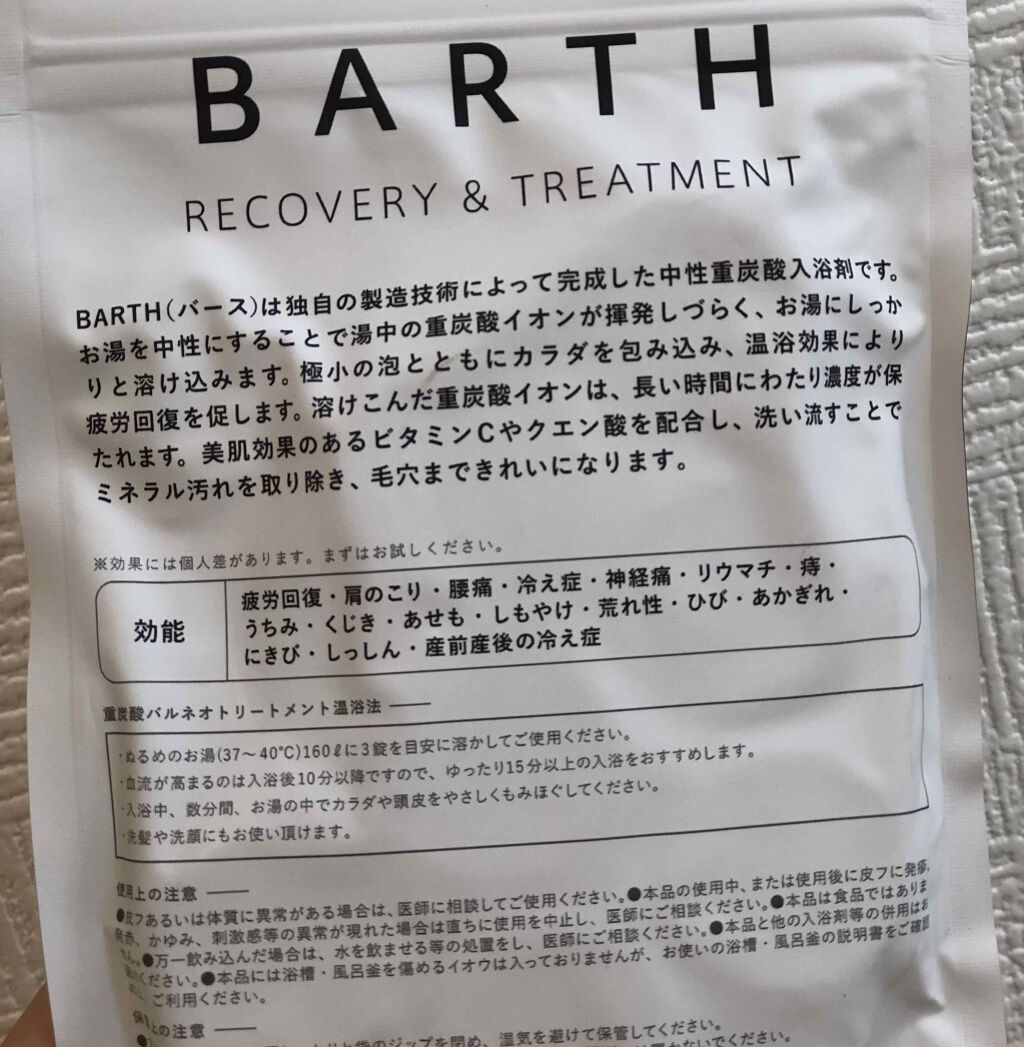 BARTH
RECOVERY & TREATMENT
BARTH(バース)は独自の製造技術によって完成した中性重炭酸入浴剤です。
お湯を中性にすることで湯中の重炭酸イオンが揮発しづらく、お湯にしっか
りと溶け込みます。極小の泡とともにカラダを包み込み、温浴効果により
疲労回復を促します。溶けこんだ重炭酸イオンは、長い時間にわたり濃度が保
たれます。美肌効果のあるビタミンCやクエン酸を配合し、洗い流すことで
ミネラル汚れを取り除き、毛穴まできれいになります。
※効果には個人差があります。まずはお試しください。
効能
疲労回復・肩のこり・腰痛・冷え症・神経痛・リウマチ・痔・
うちみ・くじき・あせも・しもやけ・荒れ性・ひび・あかぎれ・
にきび・しっしん・産前産後の冷え症
重炭酸バルネオトリートメント温浴法
・ぬるめのお湯(37〜40℃)160ℓに3錠を目安に溶かしてご使用ください。
・血流が高まるのは入浴後10分以降ですので、ゆったり15分以上の入浴をおすすめします。
・入浴中、数分間、お湯の中でカラダや頭皮をやさしくもみほぐしてください。
・洗髪や洗顔にもお使い頂けます。
使用上の注意
●皮フあるいは体質に異常がある場合は、医師に相談してご使用ください。●本品の使用中、または使用後に皮フに発疹、
発赤、かゆみ、刺激感等の異常が現れた場合は直ちに使用を中止し、医師にご相談ください。●本品は食品ではありま
せん。●万一飲み込んだ場合は、水を飲ませる等の処置をし、医師にご相談ください。●本品と他の入浴剤等の併用はお
ください。●本品には浴槽・風呂釜を傷めるイオウは入っておりませんが、お使いの浴槽・風呂釜の説明書をご確認
ご利用ください。
保管上の注意
袋のジップを閉め、湿気を避けて保管してください。